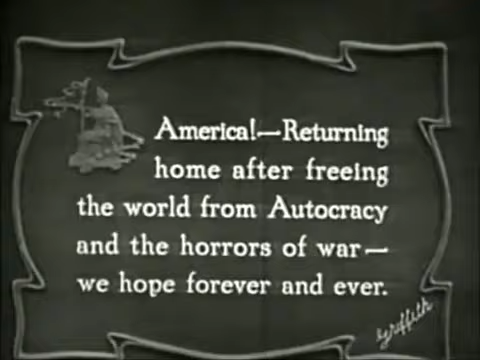 America!—Returning
home after freeing
the world from Autocracy
and the horrors of war—
we hope forever and ever.
Griffith